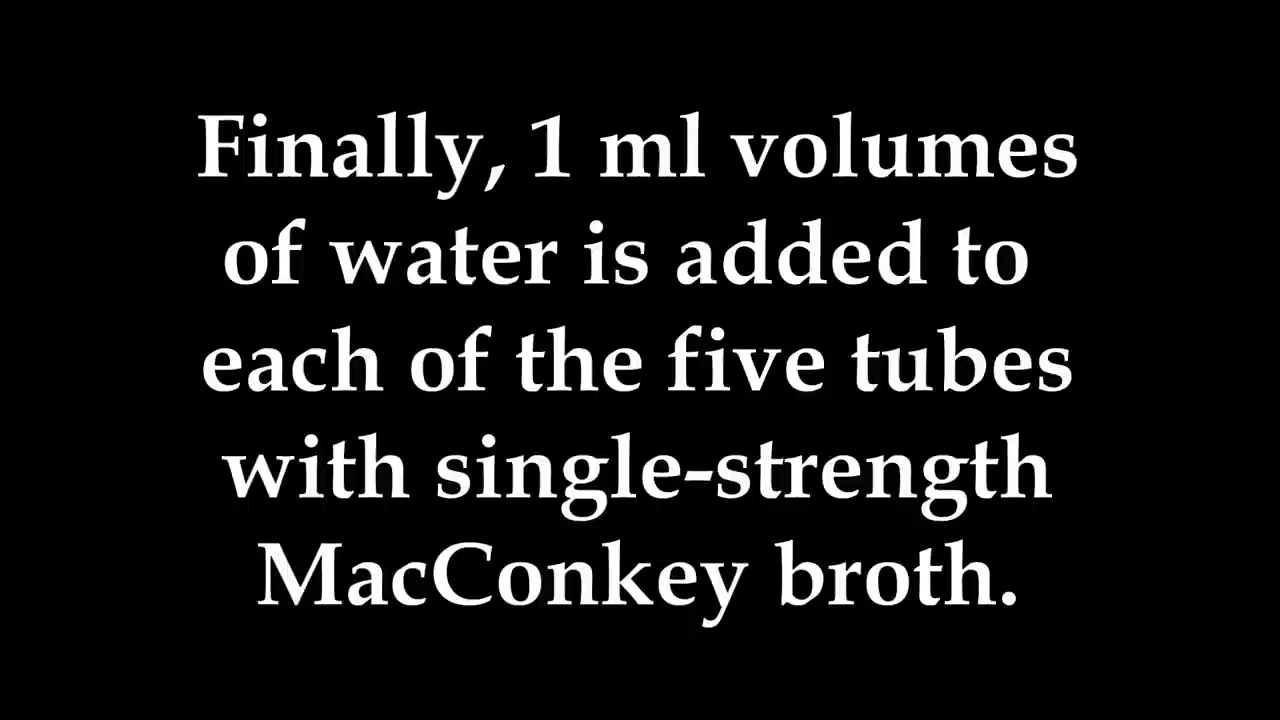 Finally, 1 ml volumes
of water is added to
each of the five tubes
with single-strength
MacConkey broth.